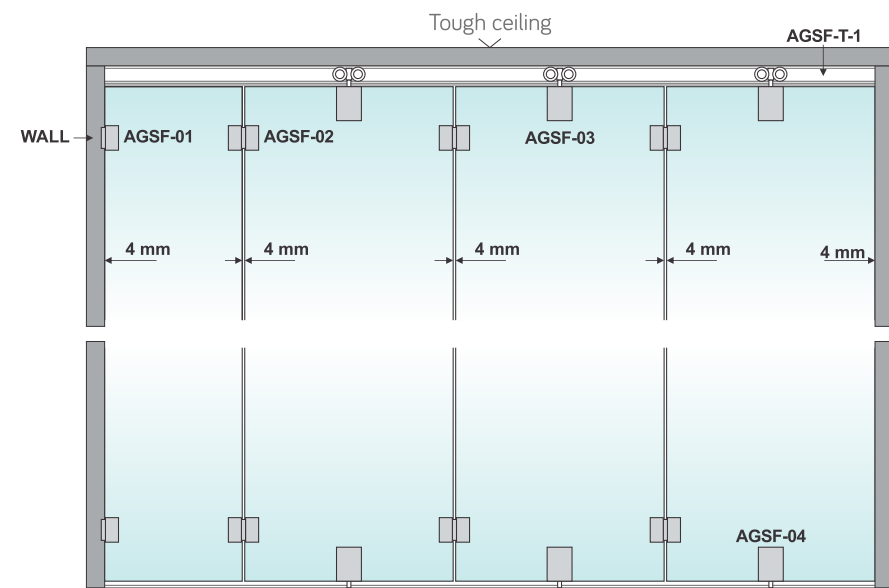 Tough ceiling
AGSF-T-1
WALL
AGSF-01
AGSF-02
AGSF-03
4 mm
4 mm
4 mm
4 mm
4 mm
AGSF-04